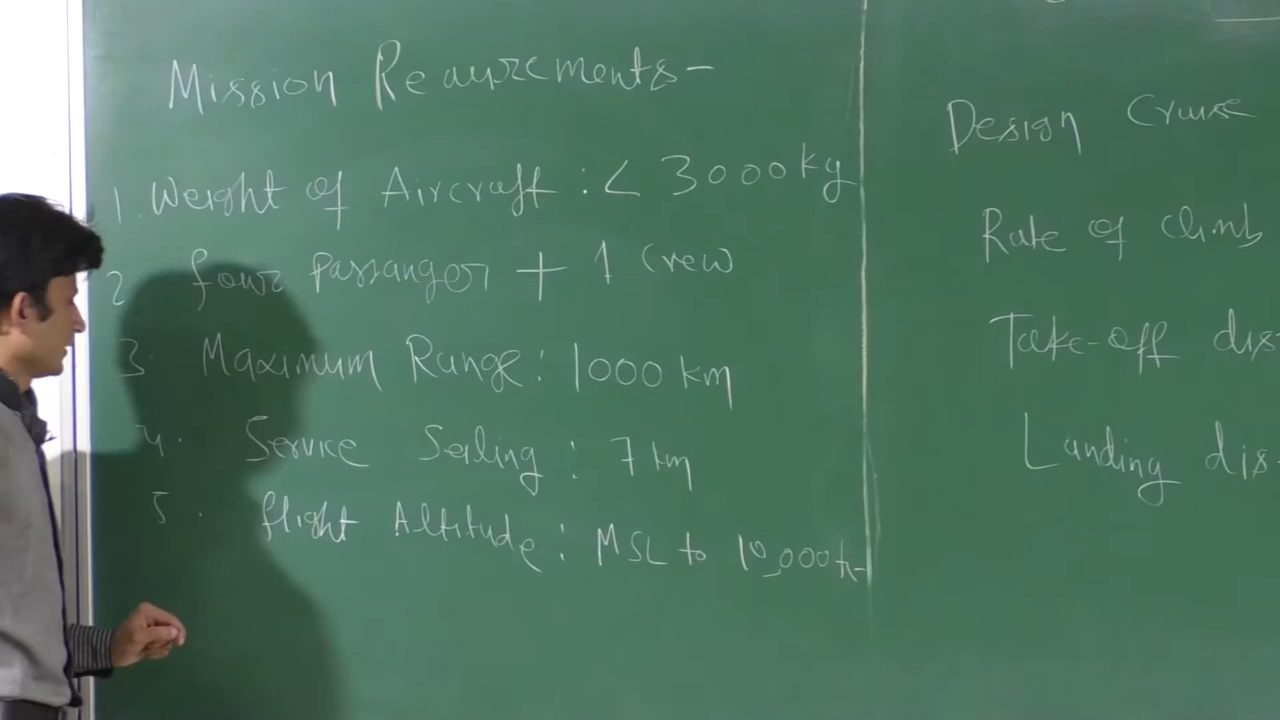 Mission Requirements-
1. Weight of Aircraft : < 3000 kg
2 four Passanger + 1 Crew
3. Maximum Range : 1000 km
4. Service Seiling : 7 km
5. flight Altitude : MSL to 10,000 ft
Design Cruise
Rate of climb
Take-off dis
Landing dis